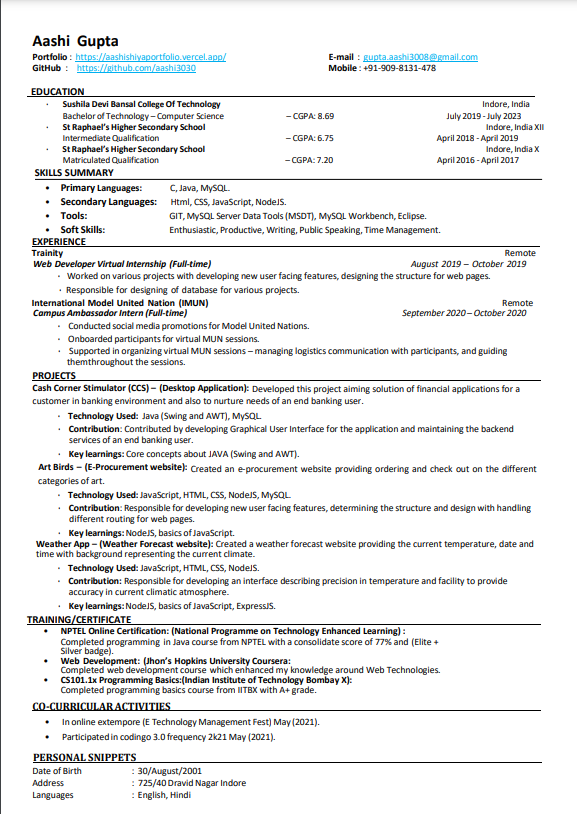 Aashi Gupta
Portfolio : https://aashishiyaportfolio.vercel.app/ E-mail : gupta.aashi3008@gmail.com
GitHub : https://github.com/aashi3030 Mobile : +91-909-8131-478
EDUCATION
· Sushila Devi Bansal College Of Technology Indore, India
Bachelor of Technology – Computer Science – CGPA: 8.69 July 2019 - July 2023
· St Raphael's Higher Secondary School Indore, India XII
Intermediate Qualification – CGPA: 6.75 April 2018 - April 2019
· St Raphael's Higher Secondary School Indore, India X
Matriculated Qualification – CGPA: 7.20 April 2016 - April 2017
SKILLS SUMMARY
• Primary Languages: C, Java, MySQL.
• Secondary Languages: Html, CSS, JavaScript, NodeJS.
• Tools: GIT, MySQL Server Data Tools (MSDT), MySQL Workbench, Eclipse.
• Soft Skills: Enthusiastic, Productive, Writing, Public Speaking, Time Management.
EXPERIENCE
Trainity Remote
Web Developer Virtual Internship (Full-time) August 2019 – October 2019
· Worked on various projects with developing new user facing features, designing the structure for web pages.
· Responsible for designing of database for various projects.
International Model United Nation (IMUN) Remote
Campus Ambassador Intern (Full-time) September 2020 – October 2020
· Conducted social media promotions for Model United Nations.
· Onboarded participants for virtual MUN sessions.
· Supported in organizing virtual MUN sessions – managing logistics communication with participants, and guiding
themthroughout the sessions.
PROJECTS
Cash Corner Stimulator (CCS) – (Desktop Application): Developed this project aiming solution of financial applications for a
customer in banking environment and also to nurture needs of an end banking user.
· Technology Used: Java (Swing and AWT), MySQL.
· Contribution: Contributed by developing Graphical User Interface for the application and maintaining the backend
services of an end banking user.
· Key learnings: Core concepts about JAVA (Swing and AWT).
Art Birds – (E-Procurement website): Created an e-procurement website providing ordering and check out on the different
categories of art.
· Technology Used: JavaScript, HTML, CSS, NodeJS, MySQL.
· Contribution: Responsible for developing new user facing features, determining the structure and design with handling
different routing for web pages.
· Key learnings: NodeJS, basics of JavaScript.
Weather App – (Weather Forecast website): Created a weather forecast website providing the current temperature, date and
time with background representing the current climate.
· Technology Used: JavaScript, HTML, CSS, NodeJS.
· Contribution: Responsible for developing an interface describing precision in temperature and facility to provide
accuracy in current climatic atmosphere.
· Key learnings: NodeJS, basics of JavaScript, ExpressJS.
TRAINING/CERTIFICATE
• NPTEL Online Certification: (National Programme on Technology Enhanced Learning) :
Completed programming in Java course from NPTEL with a consolidate score of 77% and (Elite +
Silver badge).
• Web Development: (Jhon's Hopkins University Coursera:
Completed web development course which enhanced my knowledge around Web Technologies.
• CS101.1x Programming Basics:(Indian Institute of Technology Bombay X):
Completed programming basics course from IITBX with A+ grade.
CO-CURRICULAR ACTIVITIES
• In online extempore (E Technology Management Fest) May (2021).
• Participated in codingo 3.0 frequency 2k21 May (2021).
PERSONAL SNIPPETS
Date of Birth : 30/August/2001
Address : 725/40 Dravid Nagar Indore
Languages : English, Hindi